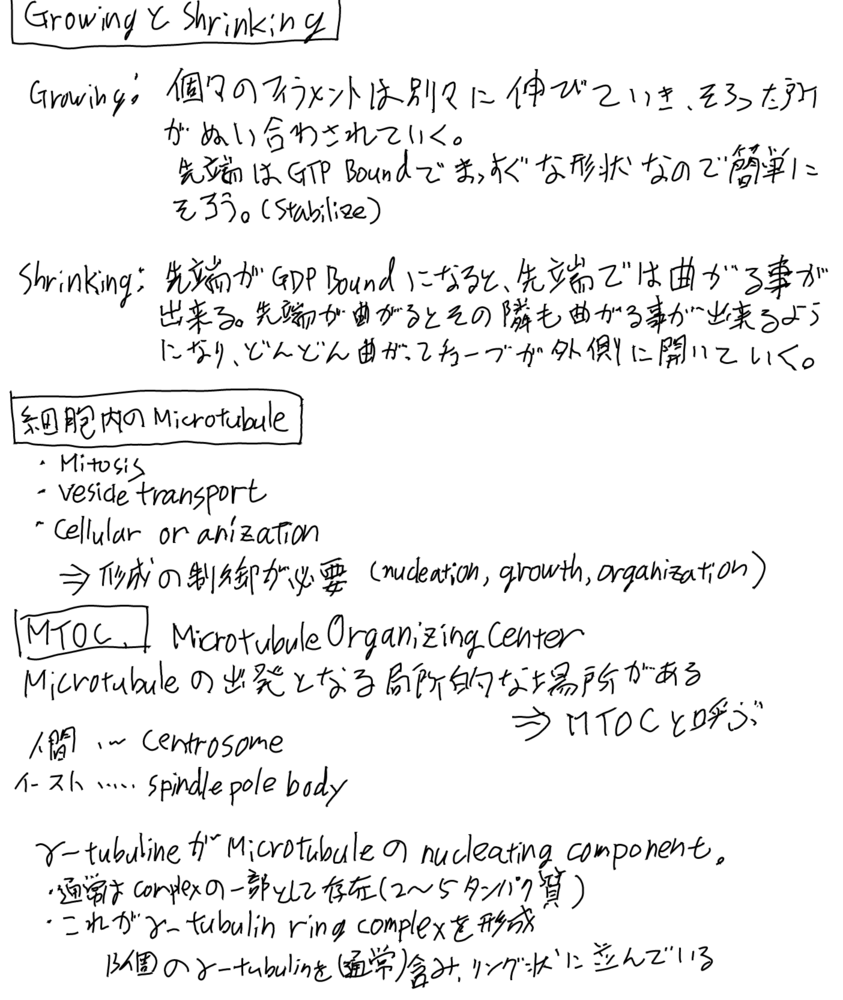 Growingと Shrinking
Growing: 個々のフィラメントは別々に伸びていき、そろった所
がぬい合わされていく。
先端はGTP Boundでまっすぐな形状なので簡単に
そろう。(Stabilize)
Shrinking: 先端がGDP Boundになると、先端では曲がる事が
出来る。先端が曲がるとその隣も曲がる事が出来るよう
になり、どんどん曲がってチューブが外側に開いていく。
細胞内のMicrotubule
・Mitosis
・vesicle transport
・cellular or anization
⇒ 形成の制御が必要 (nucleation, growth, organization)
MTOC. Microtubule Organizing Center
Microtubuleの出発となる局所的な場所がある
⇒ MTOCと呼ぶ
人間 … centrosome
イースト ..... spindle pole body
γ-tubulineがMicrotubuleのnucleating component。
・通常はcomplexの一部として存在(2〜5タンパク質)
・これがγ-tubulin ring complexを形成
13個のγ-tubulinを(通常)含み、リング状に並んでいる